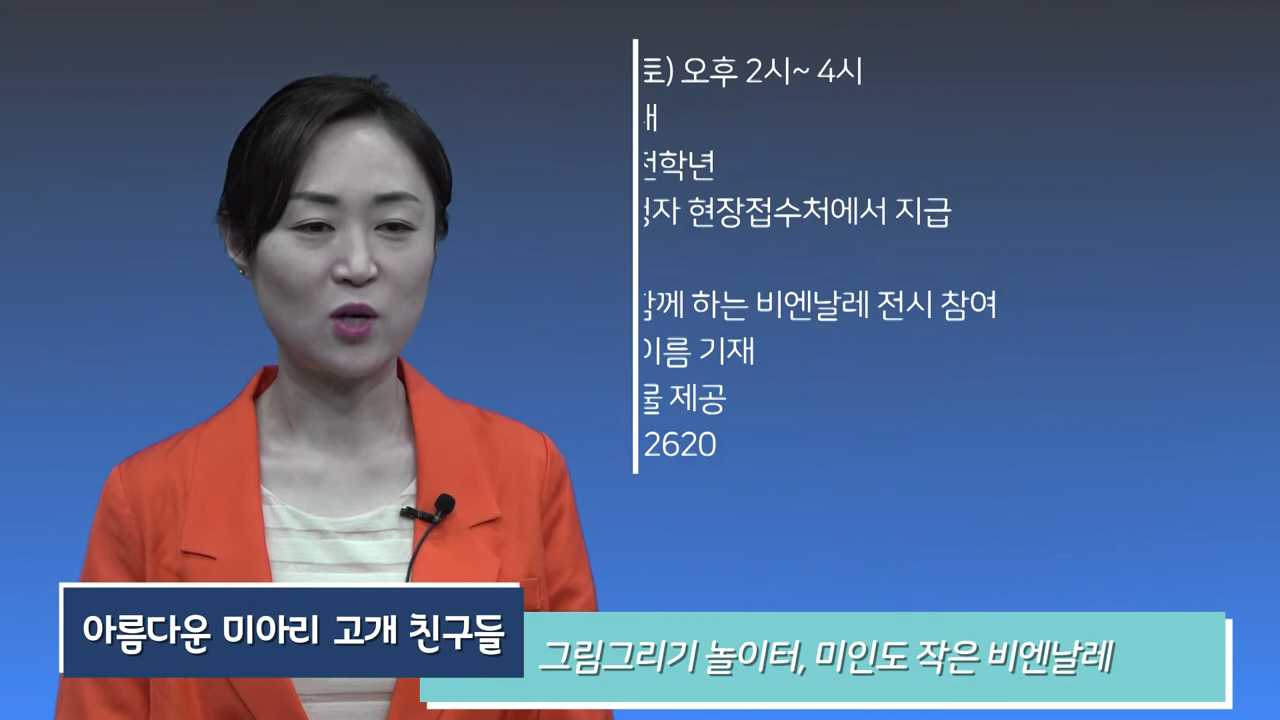 토) 오후 2시~ 4시
학년
현장접수처에서 지급
하는 비엔날레 전시 참여
이름 기재
제공
2620
아름다운 미아리 고개 친구들
그림그리기 놀이터, 미인도 작은 비엔날레